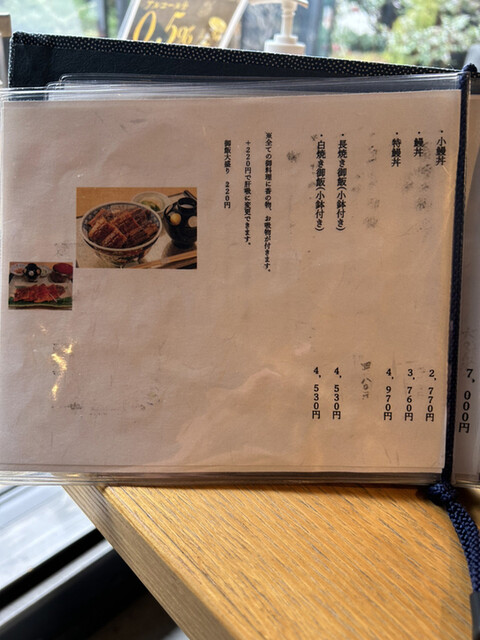 アルコール分
0.5%
7,000円
・小鰻丼 2,770円
・鰻丼 3,760円
・特鰻丼 4,970円
・長焼き御飯(小鉢付き) 4,530円
・白焼き御飯(小鉢付き) 4,530円
※全ての御料理に香の物、お吸物が付きます。
+220円で肝吸に変更できます。
御飯大盛り 220円